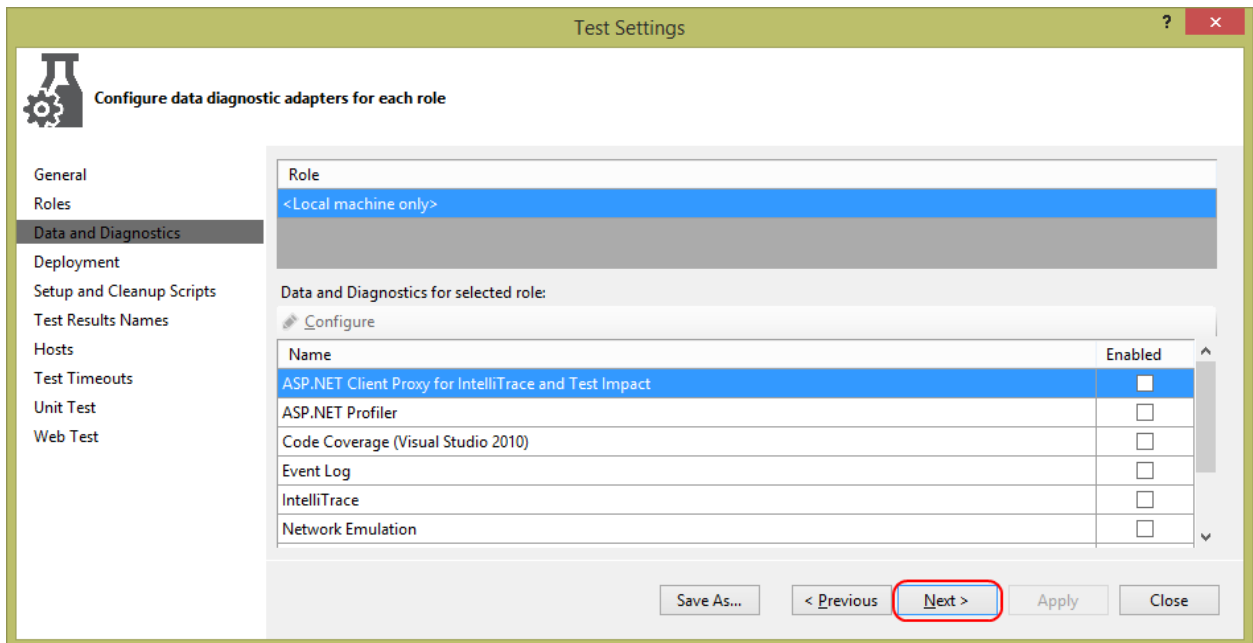 Test Settings
?
×
Configure data diagnostic adapters for each role
General
Roles
Data and Diagnostics
Deployment
Setup and Cleanup Scripts
Test Results Names
Hosts
Test Timeouts
Unit Test
Web Test
Role
<Local machine only>
Data and Diagnostics for selected role:
Configure
Name Enabled
ASP.NET Client Proxy for IntelliTrace and Test Impact
ASP.NET Profiler
Code Coverage (Visual Studio 2010)
Event Log
IntelliTrace
Network Emulation
Save As... < Previous Next > Apply Close